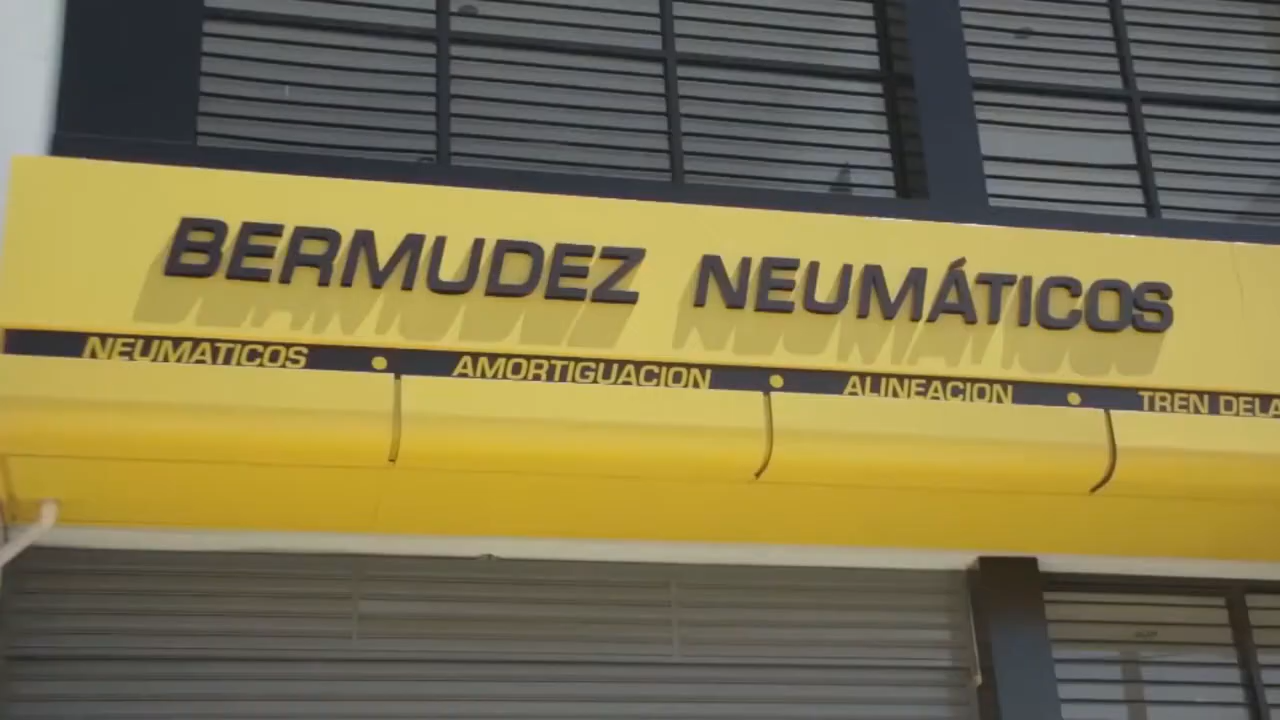 BERMUDEZ NEUMÁTICOS
NEUMATICOS • AMORTIGUACION • ALINEACION • TREN DELA